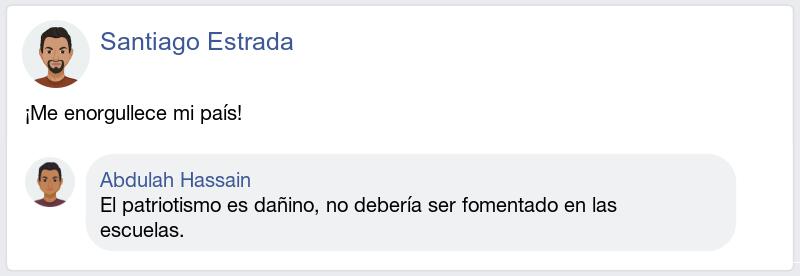 Santiago Estrada
¡Me enorgullece mi país!
Abdulah Hassain
El patriotismo es dañino, no debería ser fomentado en las
escuelas.